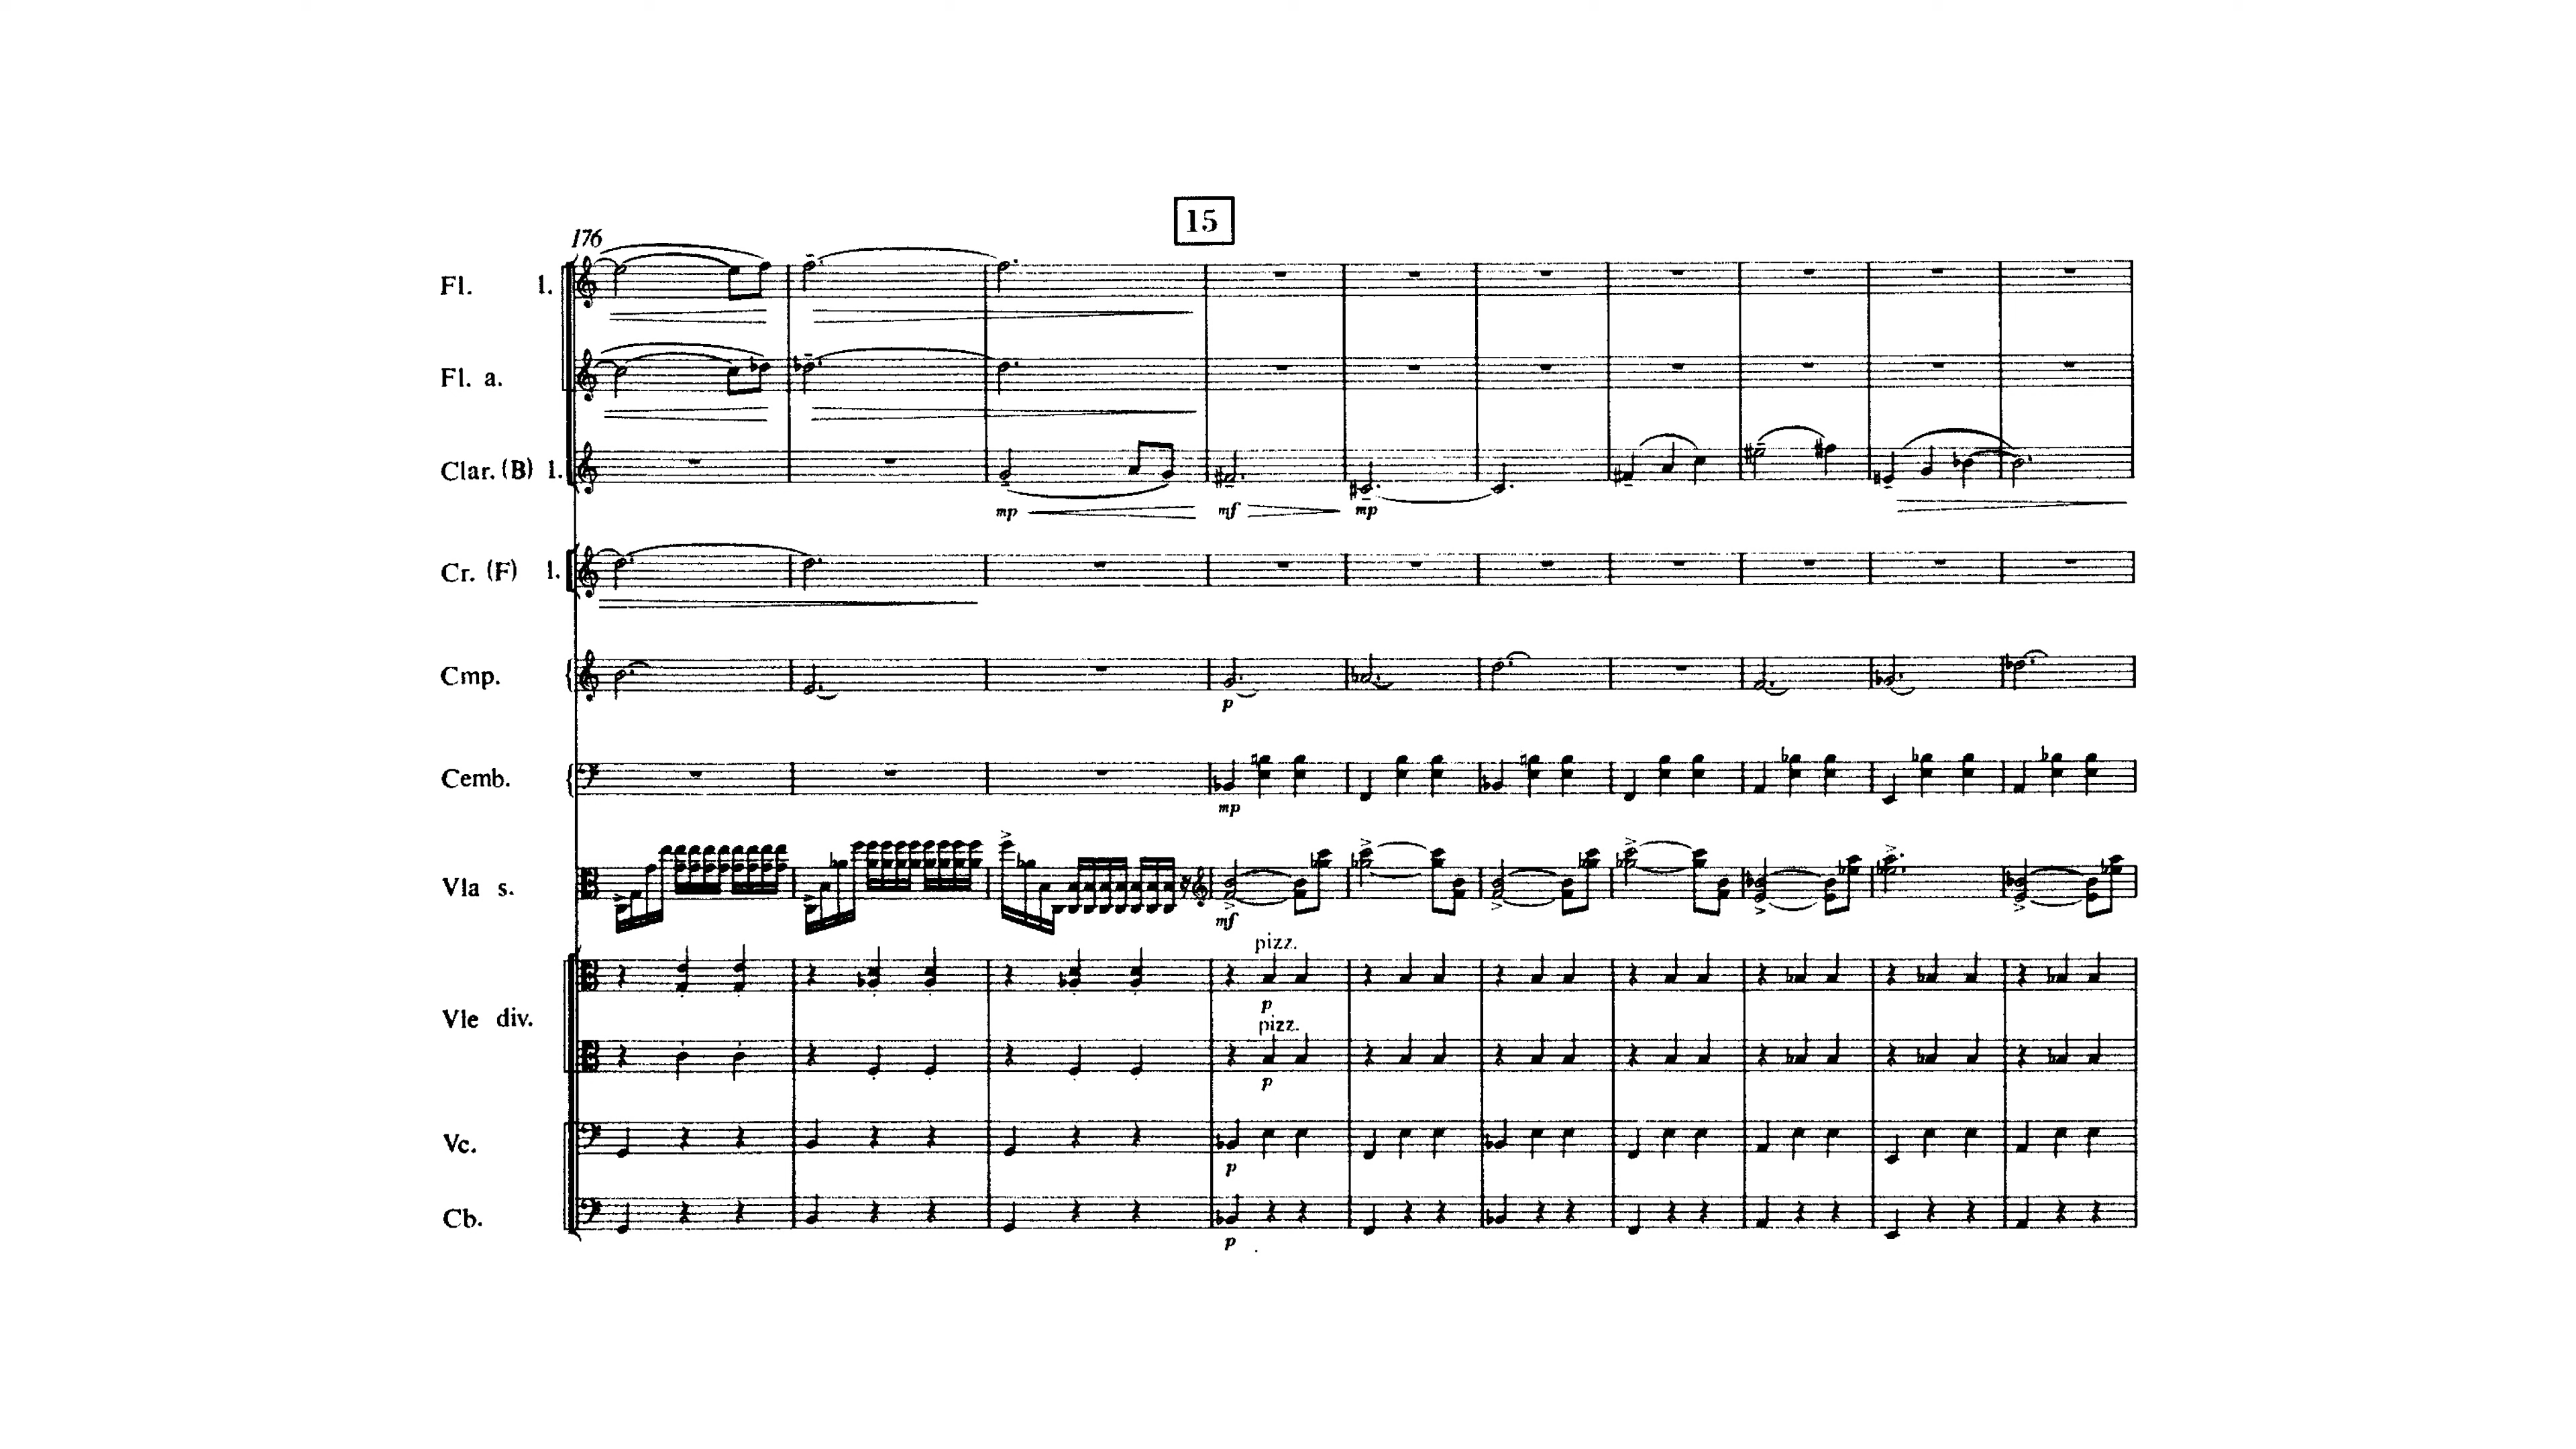 15
176
Fl. 1.
Fl. a.
Clar. (B) 1.
mp mf mp
Cr. (F) 1.
Cmp.
p
Cemb.
mp
Vla s.
mf
pizz.
p
Vle div.
pizz.
p
Vc.
p
Cb.
p